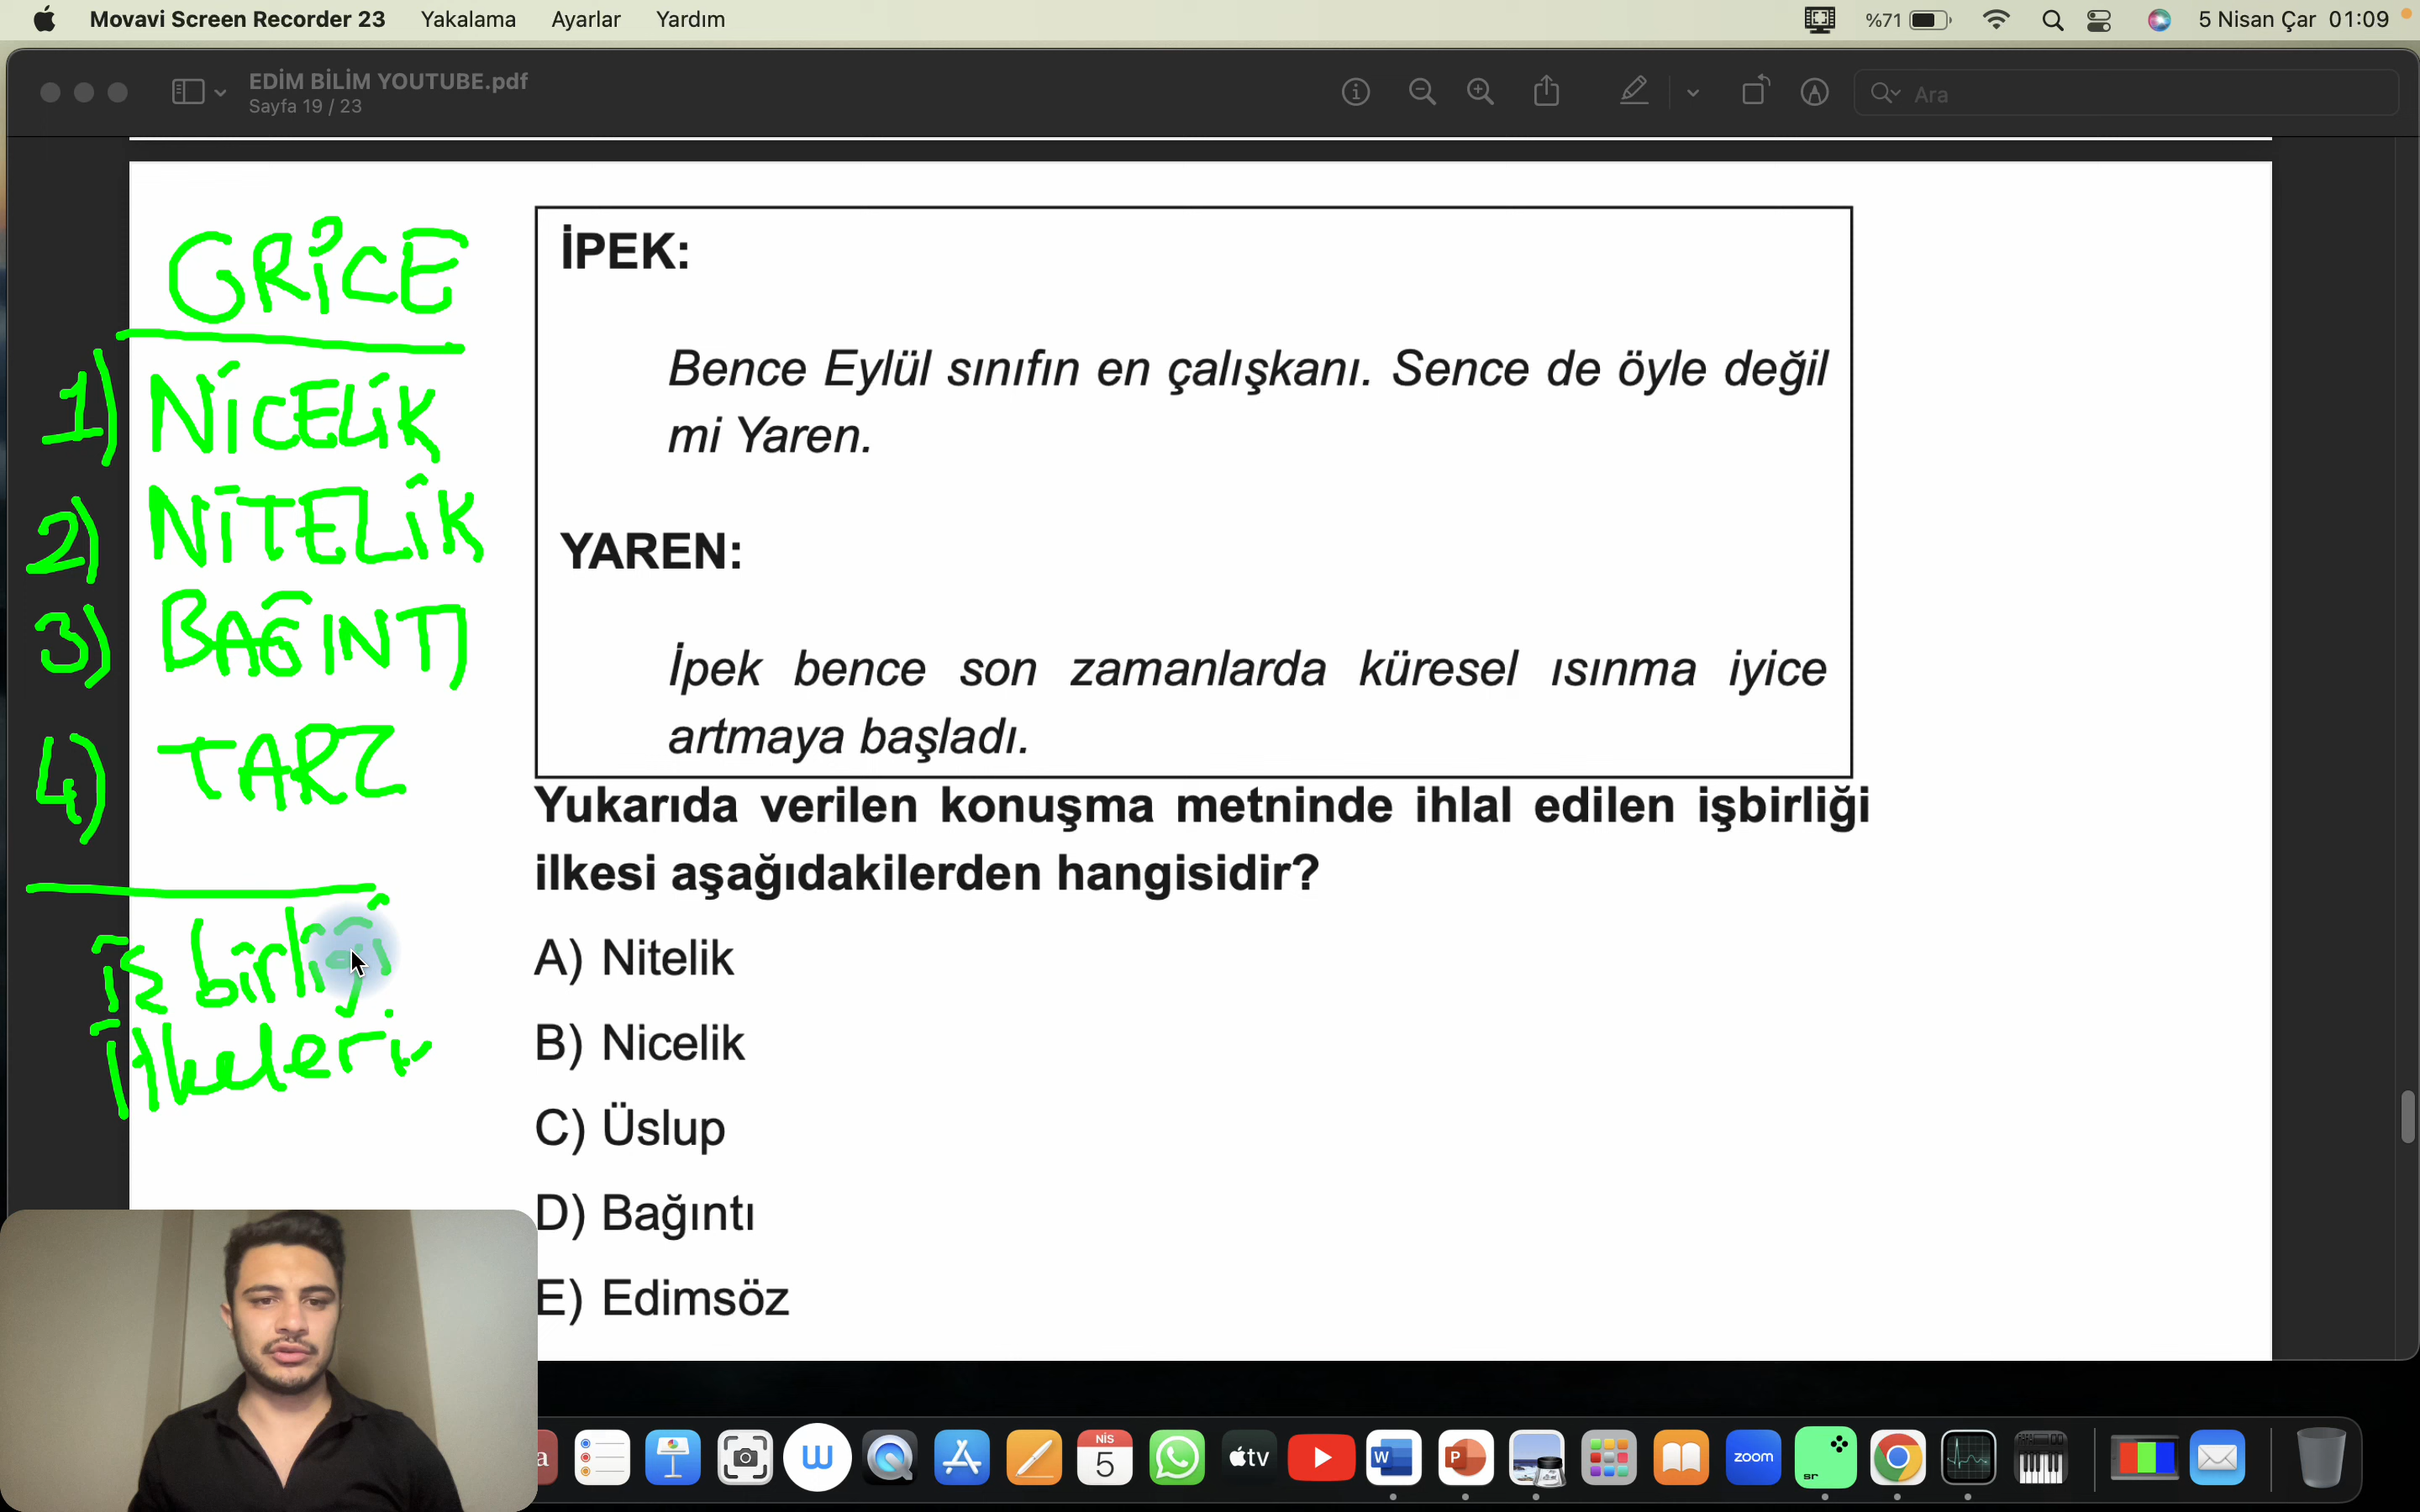 Movavi Screen Recorder 23 Yakalama Ayarlar Yardım %71 5 Nisan Çar 01:09
EDİM BİLİM YOUTUBE.pdf
Sayfa 19 / 23
Ara
GRİCE
1) NİCELİK
2) NİTELİK
3) BAĞINTI
4) TARZ
iş birliği
ilkeleri
İPEK:
Bence Eylül sınıfın en çalışkanı. Sence de öyle değil
mi Yaren.
YAREN:
İpek bence son zamanlarda küresel ısınma iyice
artmaya başladı.
Yukarıda verilen konuşma metninde ihlal edilen işbirliği
ilkesi aşağıdakilerden hangisidir?
A) Nitelik
B) Nicelik
C) Üslup
D) Bağıntı
E) Edimsöz
a
NİS
5
tv
W
P
zoom
sr